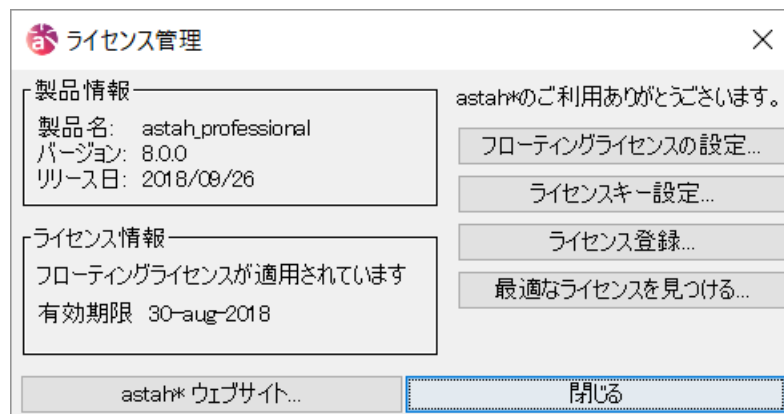 ライセンス管理
製品情報
製品名: astah_professional
バージョン: 8.0.0
リリース日: 2018/09/26
ライセンス情報
フローティングライセンスが適用されています
有効期限 30-aug-2018
astah*のご利用ありがとうございます。
フローティングライセンスの設定...
ライセンスキー設定...
ライセンス登録...
最適なライセンスを見つける...
astah* ウェブサイト...
閉じる